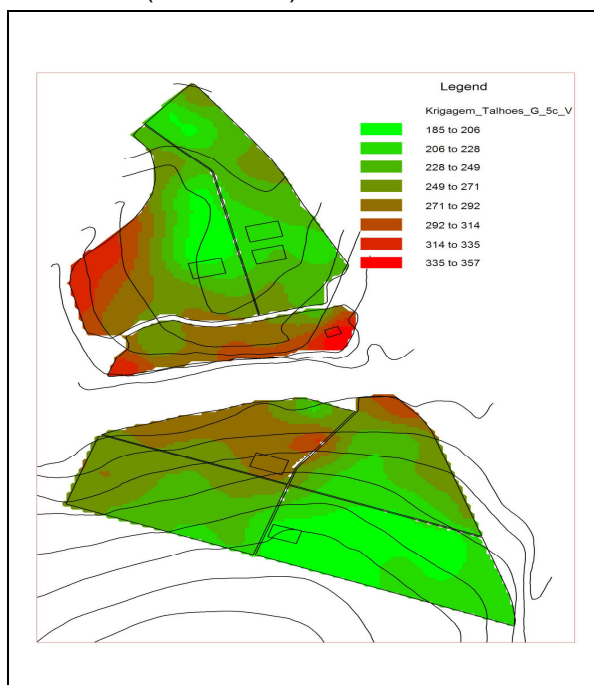 Legend
Krigagem_Talhoes_G_5c_V
185 to 206
206 to 228
228 to 249
249 to 271
271 to 292
292 to 314
314 to 335
335 to 357